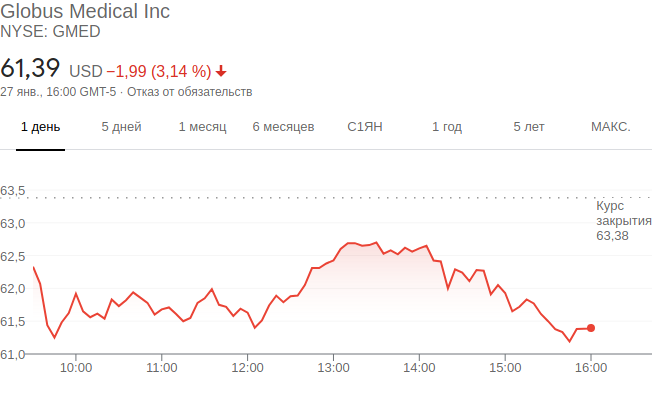 Globus Medical Inc
NYSE: GMED
61,39 USD −1,99 (3,14 %)
27 янв., 16:00 GMT-5 · Отказ от обязательств
1 день 5 дней 1 месяц 6 месяцев С1ЯН 1 год 5 лет МАКС.
63,5
Курс
закрытия
63,38
63,0
62,5
62,0
61,5
61,0
10:00 11:00 12:00 13:00 14:00 15:00 16:00